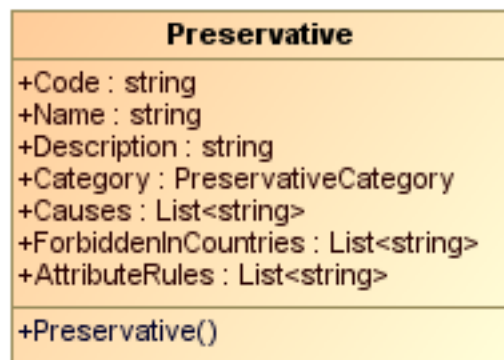 Preservative
+Code : string
+Name : string
+Description : string
+Category : PreservativeCategory
+Causes : List<string>
+ForbiddenInCountries : List<string>
+AttributeRules : List<string>
+Preservative()